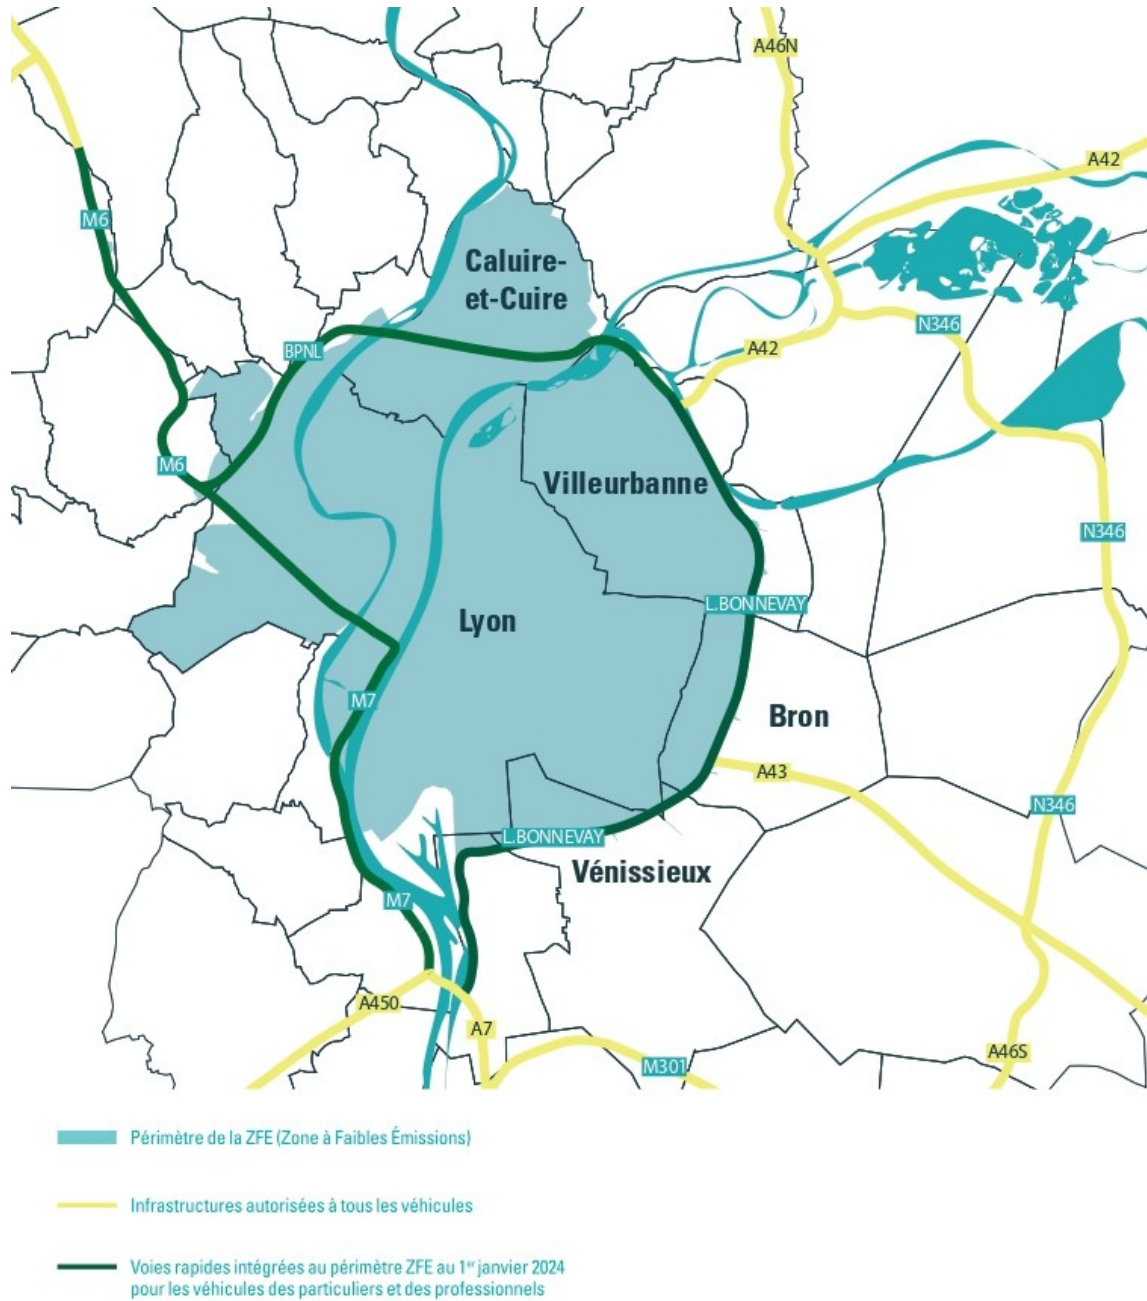 A46N
A42
M6
Caluire-
et-Cuire
N346
BPNL
A42
M6
Villeurbanne
N346
L.BONNEVAY
Lyon
M7
Bron
A43
N346
L.BONNEVAY
Vénissieux
M7
A450
A7
A46S
M301
Périmètre de la ZFE (Zone à Faibles Émissions)
Infrastructures autorisées à tous les véhicules
Voies rapides intégrées au périmètre ZFE au 1er janvier 2024
pour les véhicules des particuliers et des professionnels